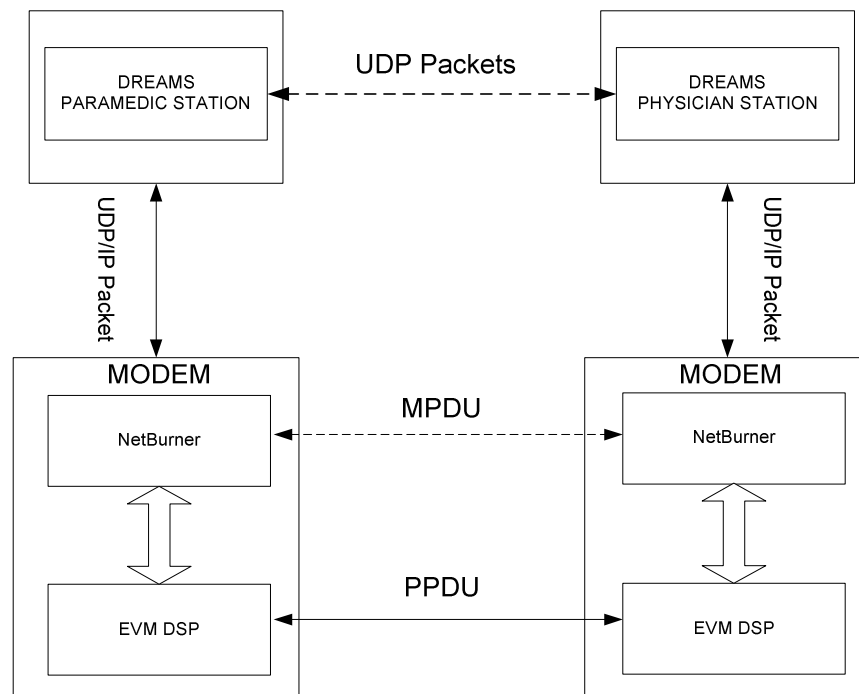 DREAMS
PARAMEDIC STATION
UDP Packets
DREAMS
PHYSICIAN STATION
UDP/IP Packet
UDP/IP Packet
MODEM
MODEM
NetBurner
MPDU
NetBurner
EVM DSP
PPDU
EVM DSP